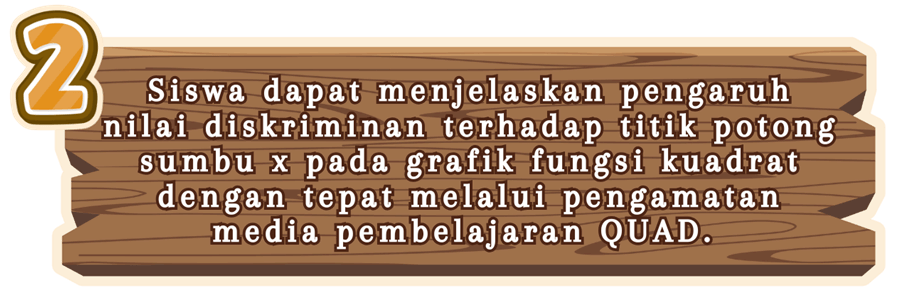 2
Siswa dapat menjelaskan pengaruh
nilai diskriminan terhadap titik potong
sumbu x pada grafik fungsi kuadrat
dengan tepat melalui pengamatan
media pembelajaran QUAD.